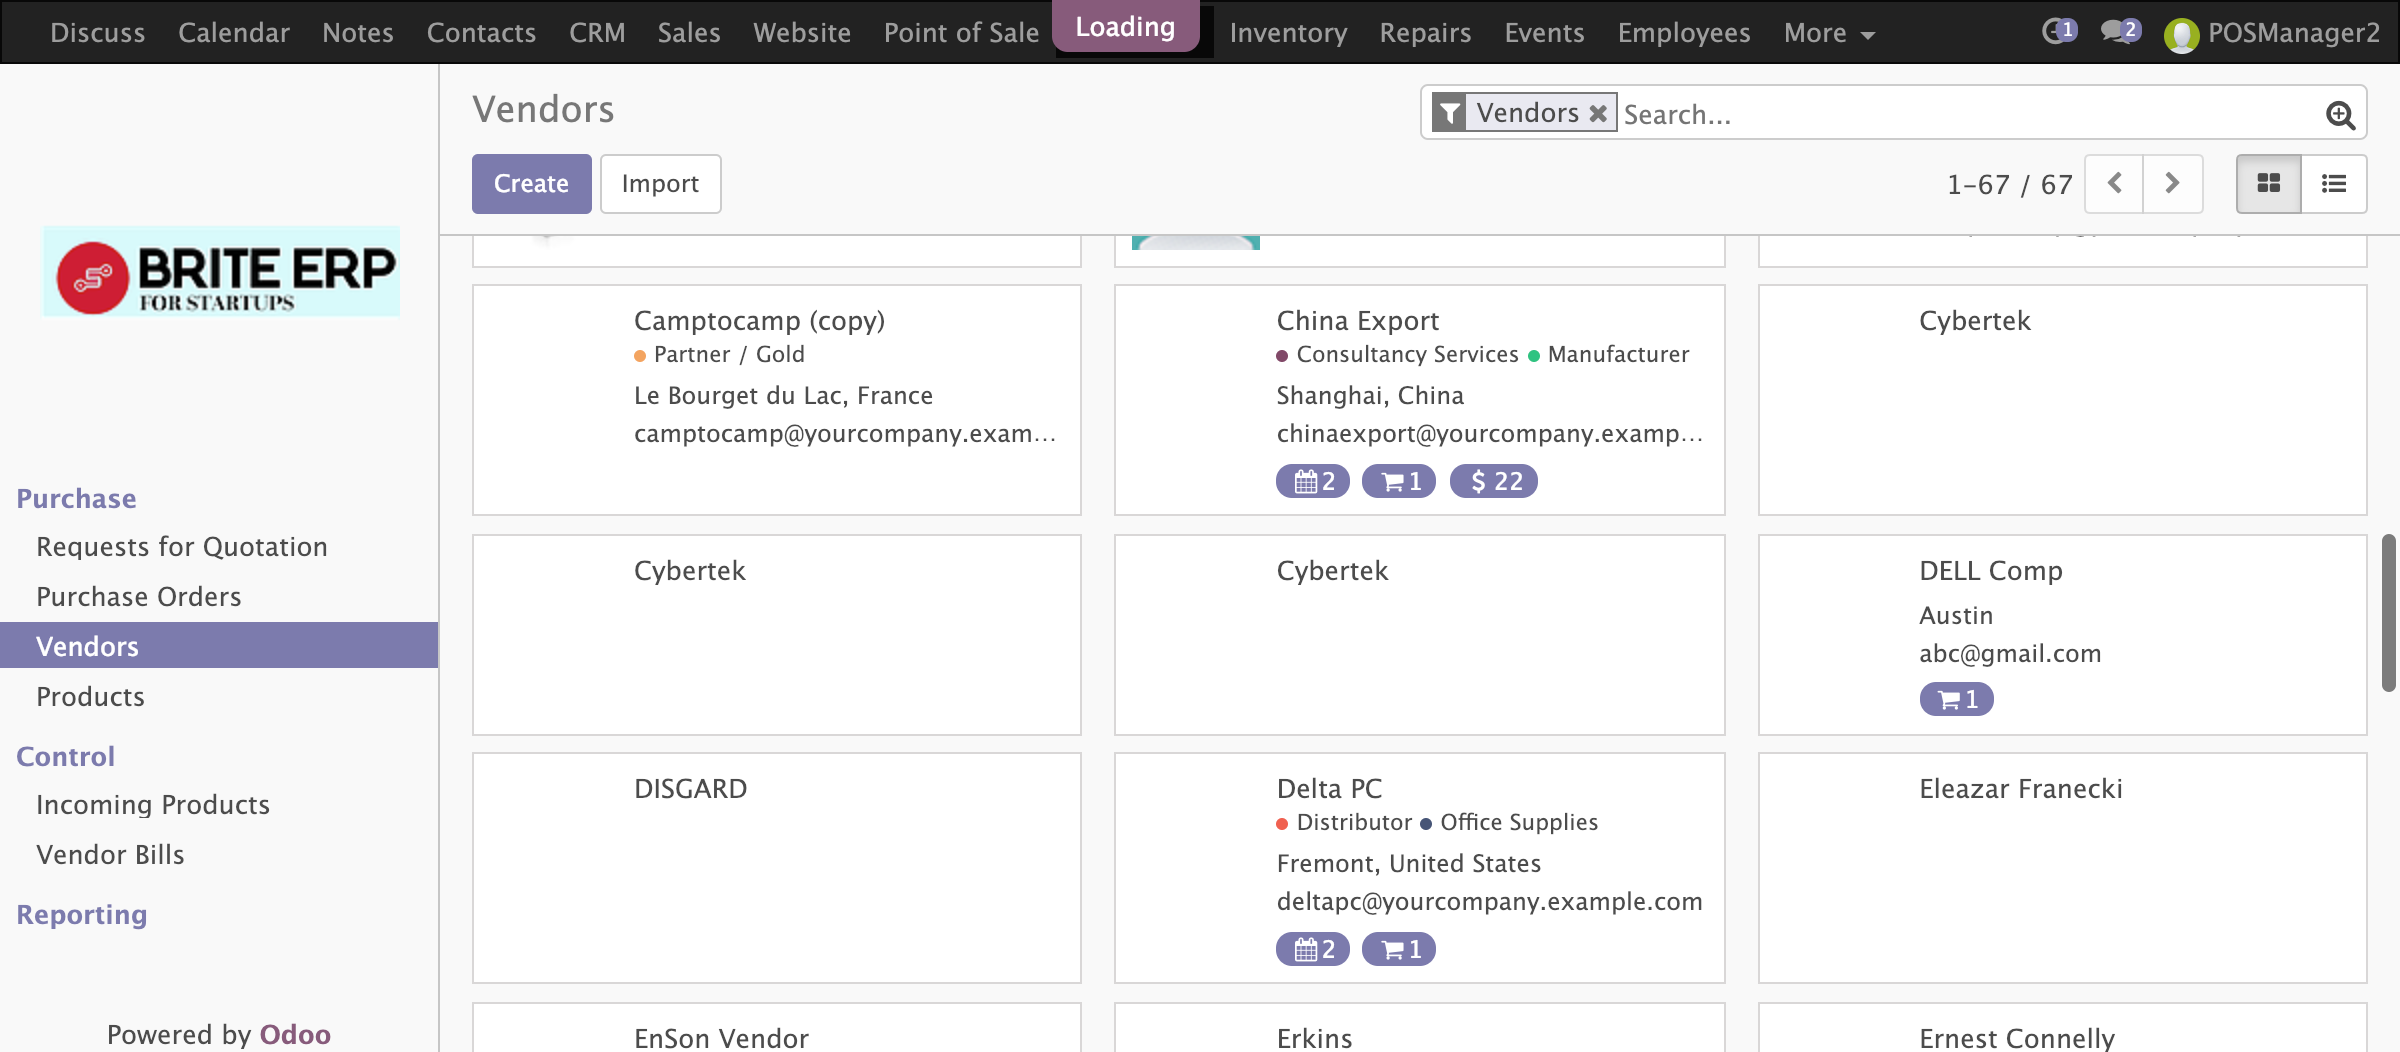 Discuss Calendar Notes Contacts CRM Sales Website Point of Sale Loading Inventory Repairs Events Employees More 1 2 POSManager2
Vendors
Vendors Search...
Create Import
1-67 / 67
BRITE ERP
FOR STARTUPS
Purchase
Requests for Quotation
Purchase Orders
Vendors
Products
Control
Incoming Products
Vendor Bills
Reporting
Powered by Odoo
Camptocamp (copy)
Partner / Gold
Le Bourget du Lac, France
camptocamp@yourcompany.exam...
China Export
Consultancy Services Manufacturer
Shanghai, China
chinaexport@yourcompany.examp...
2 1 $ 22
Cybertek
Cybertek
Cybertek
DELL Comp
Austin
abc@gmail.com
1
DISGARD
Delta PC
Distributor Office Supplies
Fremont, United States
deltapc@yourcompany.example.com
2 1
Eleazar Franecki
EnSon Vendor
Erkins
Ernest Connelly